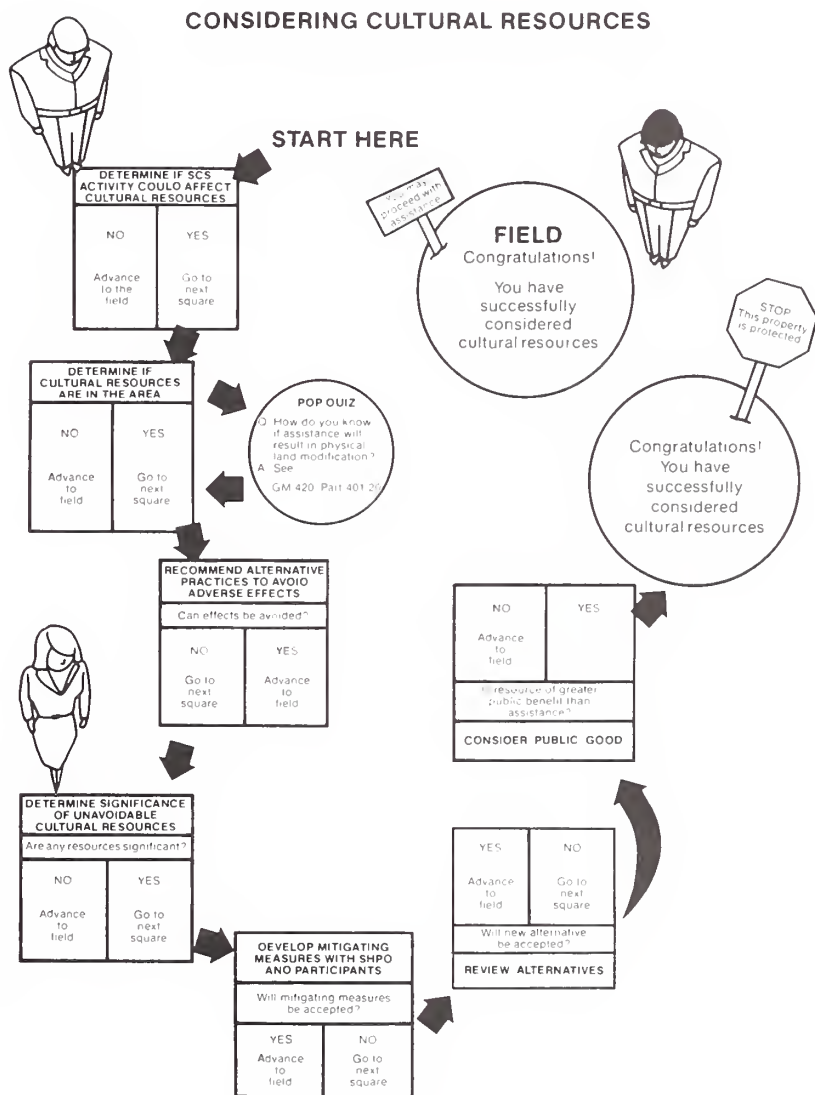 CONSIDERING CULTURAL RESOURCES
START HERE
DETERMINE IF SCS
ACTIVITY COULD AFFECT
CULTURAL RESOURCES
NO
Advance
to the
field
YES
Go to
next
square
DETERMINE IF
CULTURAL RESOURCES
ARE IN THE AREA
NO
Advance
to
field
YES
Go to
next
square
POP OUIZ
Q How do you know
if assistance will
result in physical
land modification?
A See
GM 420 Part 401 20
RECOMMEND ALTERNATIVE
PRACTICES TO AVOID
ADVERSE EFFECTS
Can effects be avoided?
NO
Go to
next
square
YES
Advance
to
field
DETERMINE SIGNIFICANCE
OF UNAVOIDABLE
CULTURAL RESOURCES
Are any resources significant?
NO
Advance
to
field
YES
Go to
next
square
OEVELOP MITIGATING
MEASURES WITH SHPO
ANO PARTICIPANTS
Will mitigating measures
be accepted?
YES
Advance
to
field
NO
Go to
next
square
YES
Advance
to
field
NO
Go to
next
square
Will new alternative
be accepted?
REVIEW ALTERNATIVES
NO
Advance
to
field
YES
resource of greater
public benefit than
assistance?
CONSIOER PUBLIC GOOD
You may
proceed with
assistance
FIELD
Congratulations!
You have
successfully
considered
cultural resources
STOP
This property
is protected
Congratulations!
You have
successfully
considered
cultural resources